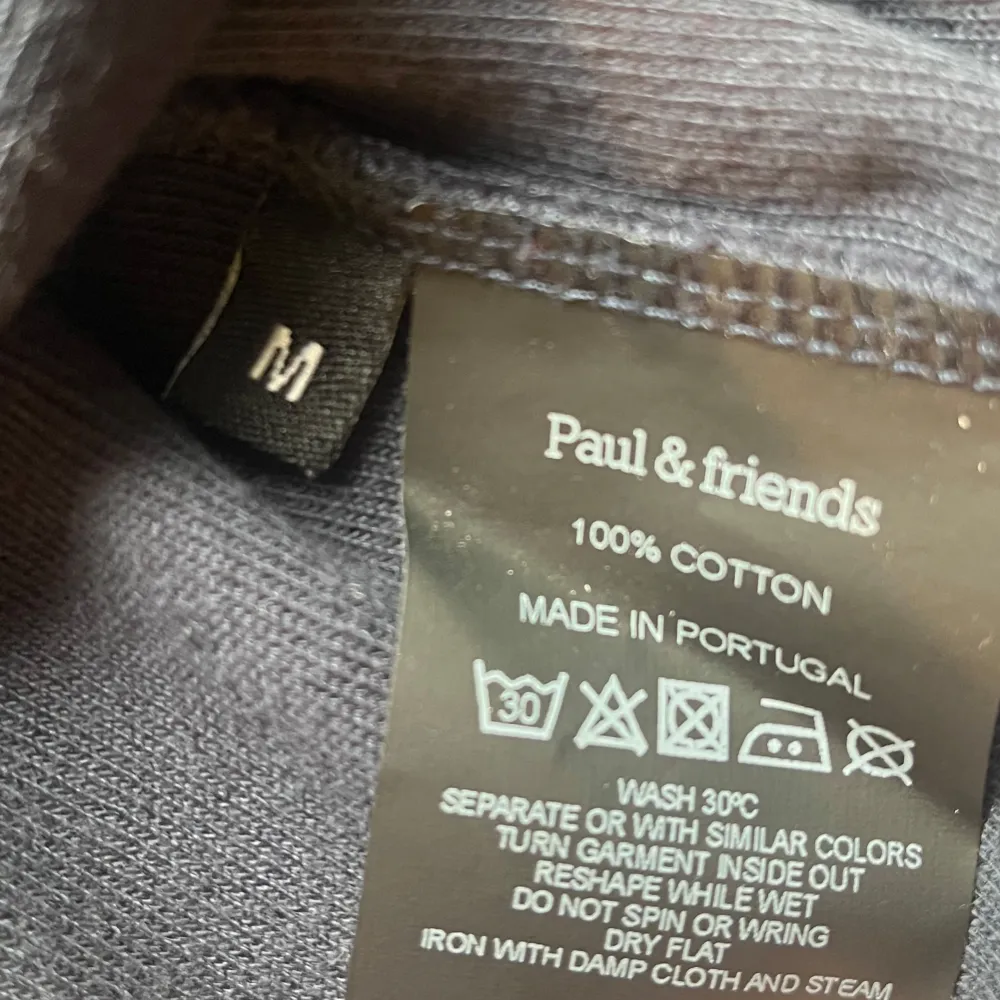 M
Paul & friends
100% COTTON
MADE IN PORTUGAL
30
WASH 30ºC
SEPARATE OR WITH SIMILAR COLORS
TURN GARMENT INSIDE OUT
RESHAPE WHILE WET
DO NOT SPIN OR WRING
DRY FLAT
IRON WITH DAMP CLOTH AND STEAM